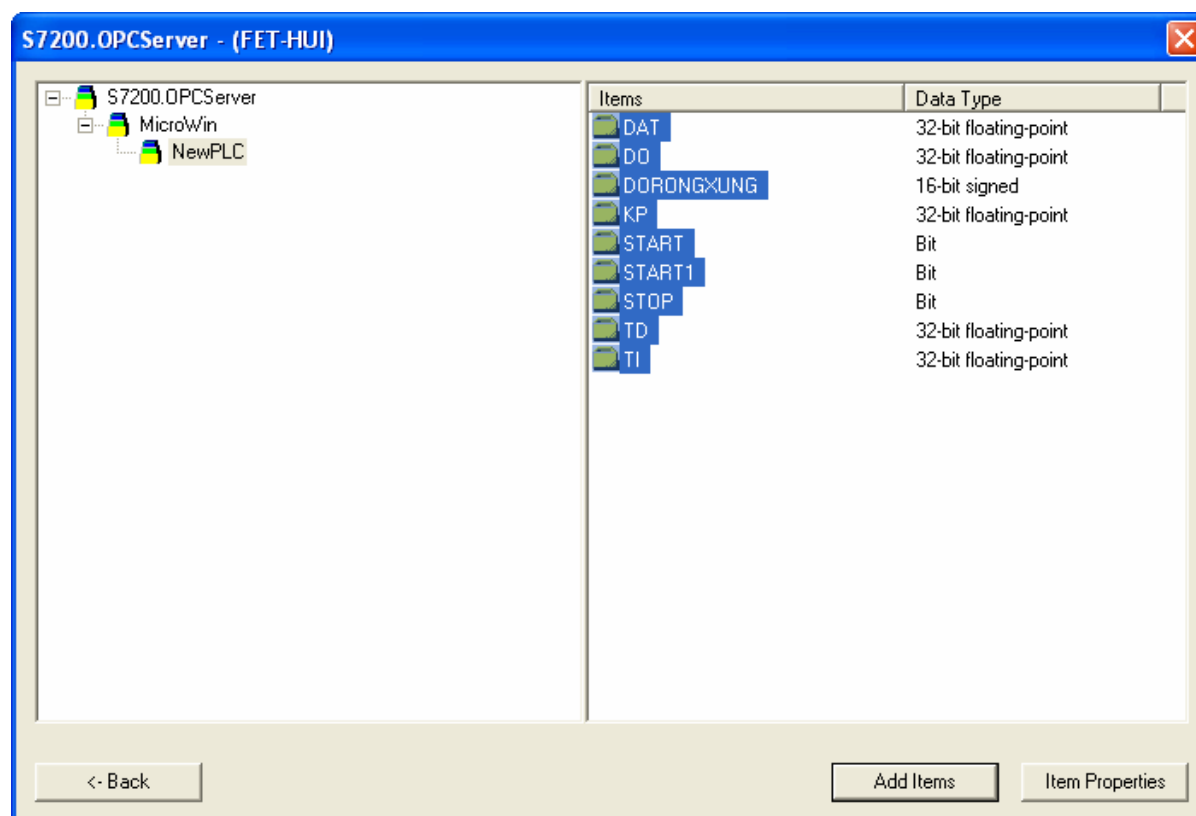 S7200.OPCServer - (FET-HUI)
S7200.OPCServer
MicroWin
NewPLC
Items Data Type
DAT 32-bit floating-point
DO 32-bit floating-point
DORONGXUNG 16-bit signed
KP 32-bit floating-point
START Bit
START1 Bit
STOP Bit
TD 32-bit floating-point
TI 32-bit floating-point
<- Back Add Items Item Properties